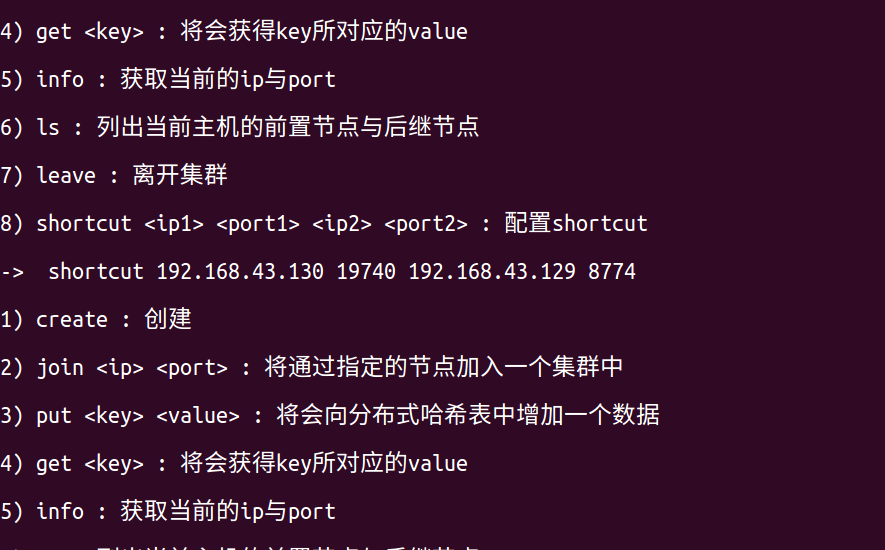 4) get <key> : 将会获得key所对应的value
5) info : 获取当前的ip与port
6) ls : 列出当前主机的前置节点与后继节点
7) leave : 离开集群
8) shortcut <ip1> <port1> <ip2> <port2> : 配置shortcut
->  shortcut 192.168.43.130 19740 192.168.43.129 8774
1) create : 创建
2) join <ip> <port> : 将通过指定的节点加入一个集群中
3) put <key> <value> : 将会向分布式哈希表中增加一个数据
4) get <key> : 将会获得key所对应的value
5) info : 获取当前的ip与port